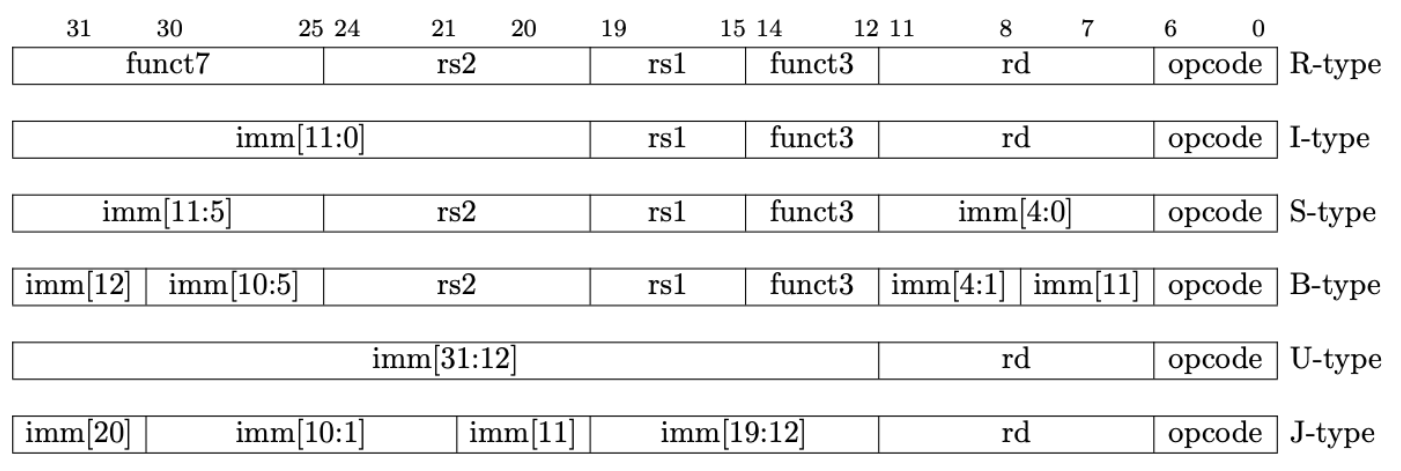 31 30 25 24 21 20 19 15 14 12 11 8 7 6 0
funct7 rs2 rs1 funct3 rd opcode R-type
imm[11:0] rs1 funct3 rd opcode I-type
imm[11:5] rs2 rs1 funct3 imm[4:0] opcode S-type
imm[12] imm[10:5] rs2 rs1 funct3 imm[4:1] imm[11] opcode B-type
imm[31:12] rd opcode U-type
imm[20] imm[10:1] imm[11] imm[19:12] rd opcode J-type